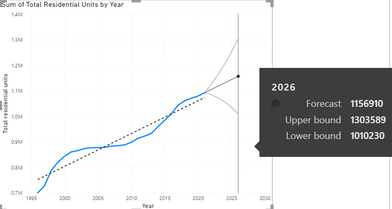 Sum of Total Residential Units by Year
1.4M
1.3M
1.2M
1.1M
1.0M
0.9M
0.8M
0.7M
Total residential units
1995 2000 2005 2010 2015 2020 2025 2030
Year
2026
Forecast 1156910
Upper bound 1303589
Lower bound 1010230